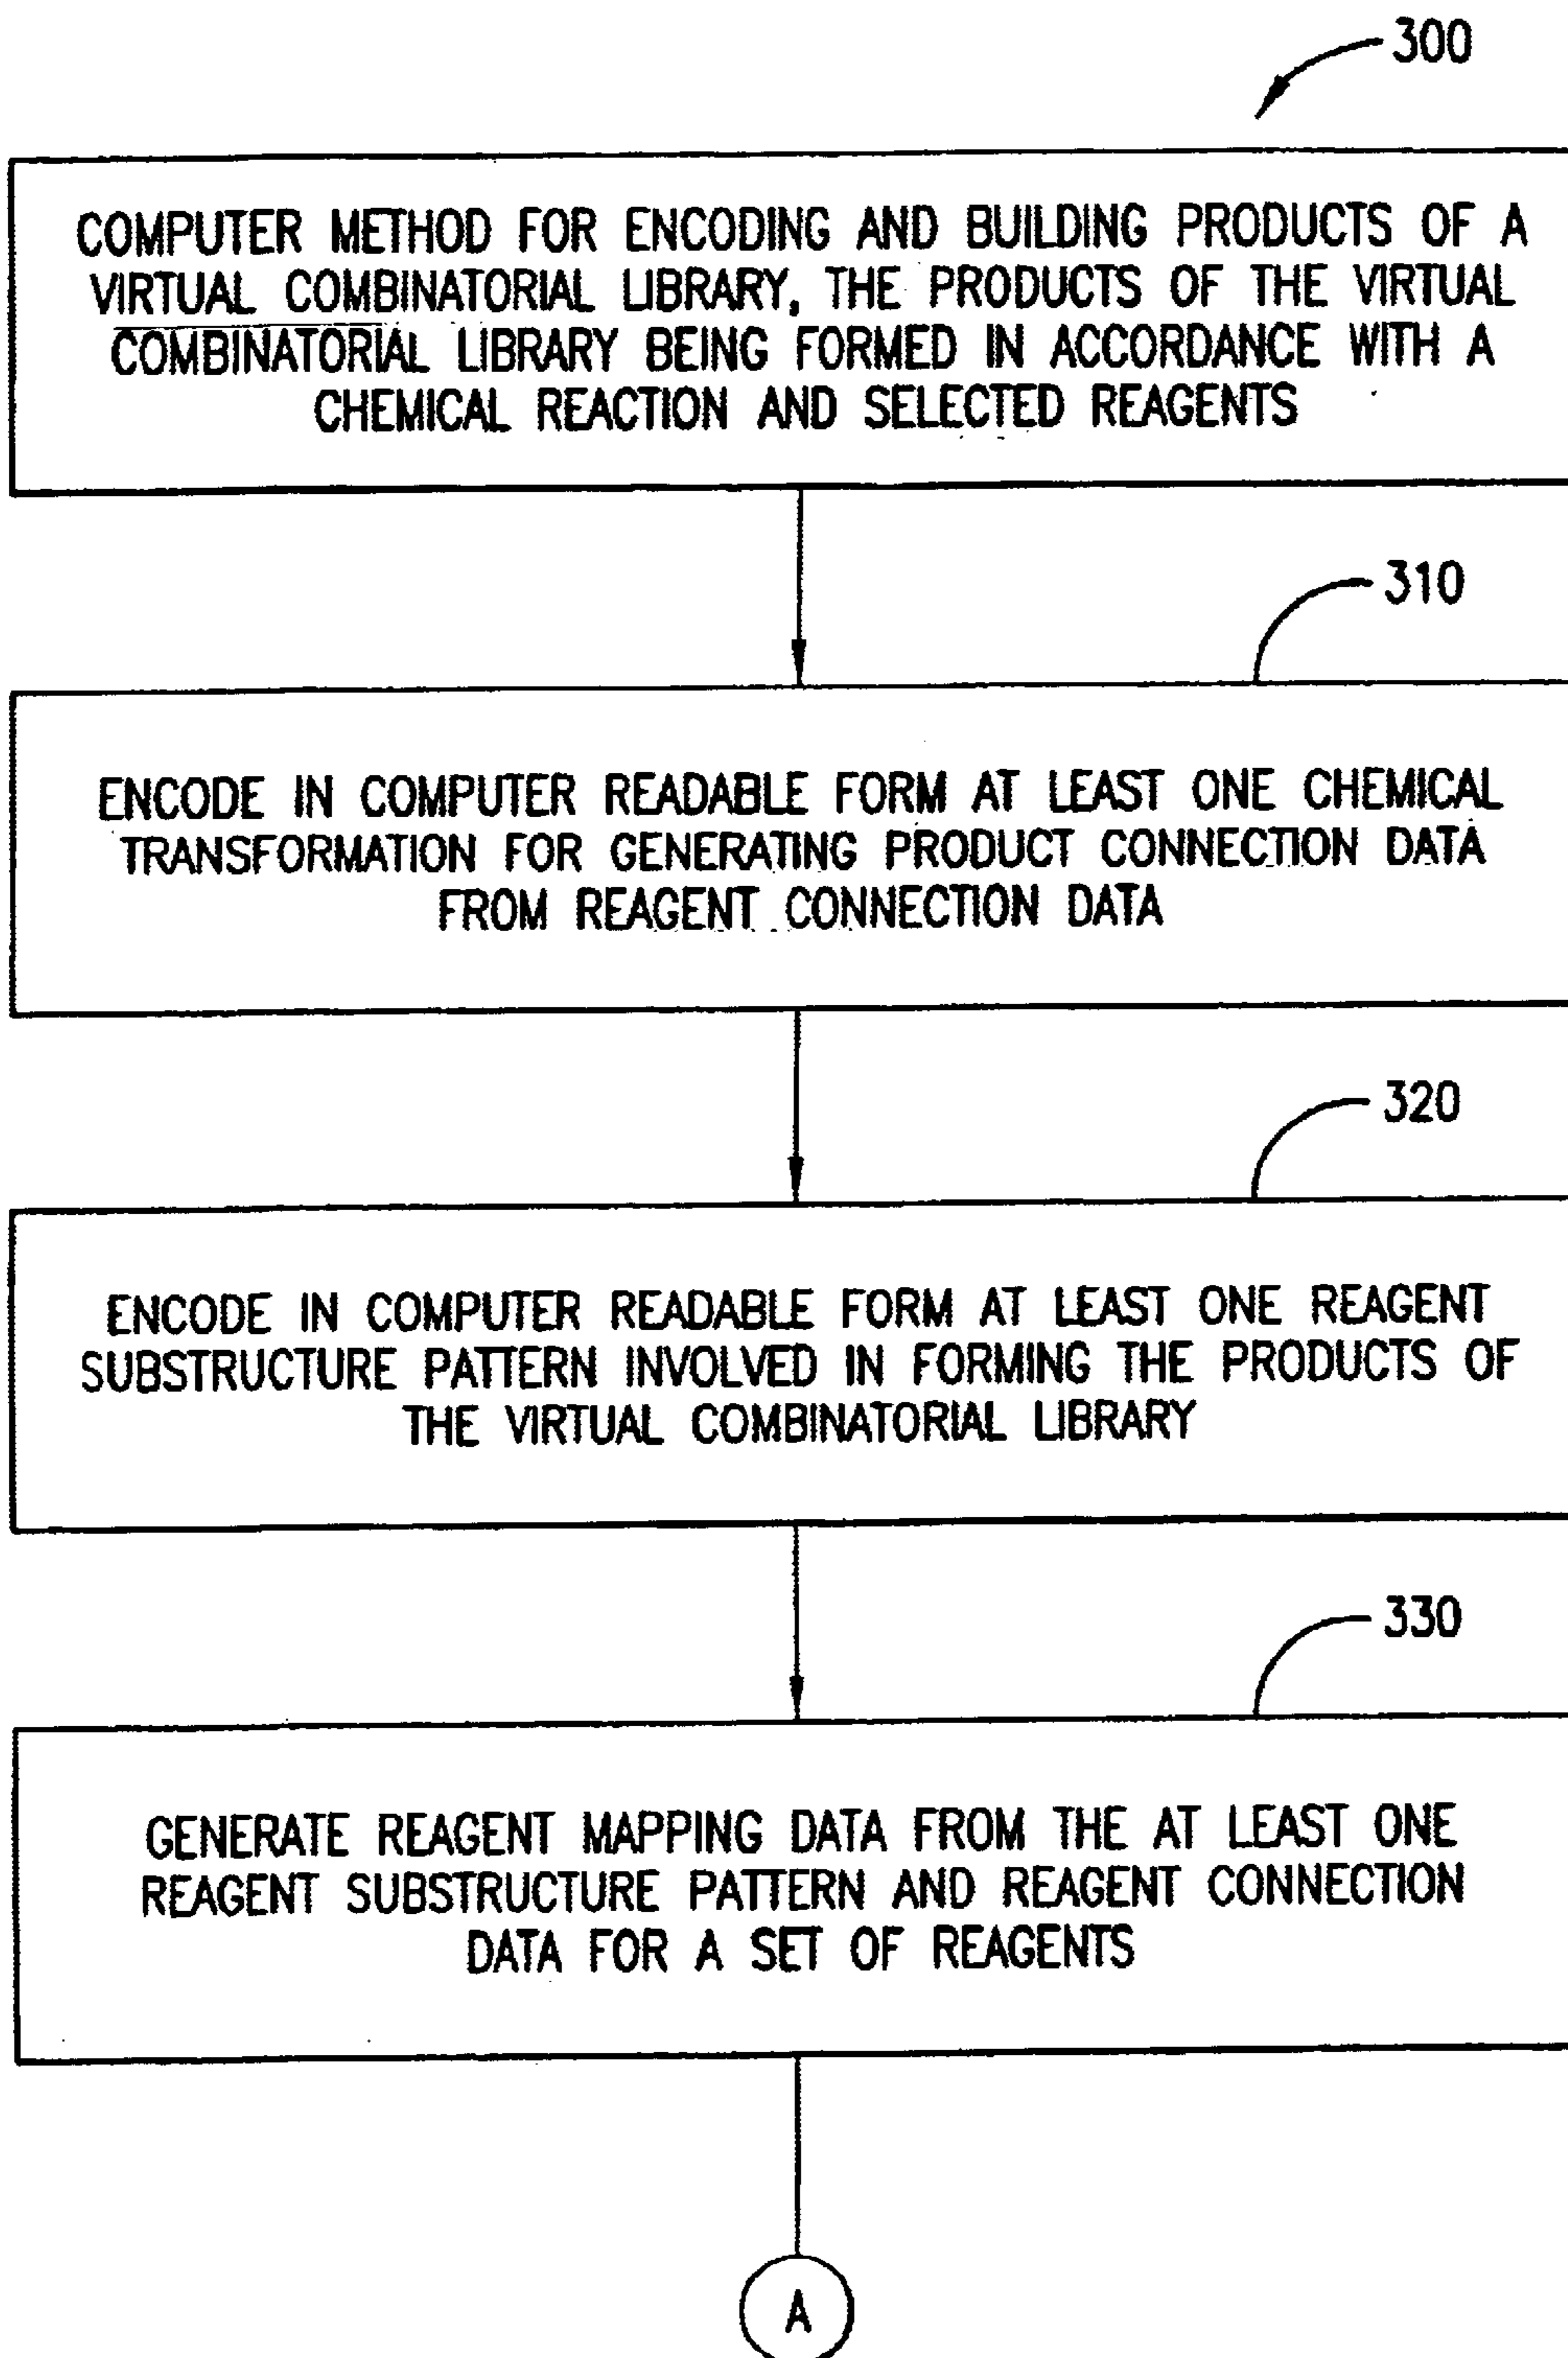 300
COMPUTER METHOD FOR ENCODING AND BUILDING PRODUCTS OF A
VIRTUAL COMBINATORIAL LIBRARY, THE PRODUCTS OF THE VIRTUAL
COMBINATORIAL LIBRARY BEING FORMED IN ACCORDANCE WITH A
CHEMICAL REACTION AND SELECTED REAGENTS
310
ENCODE IN COMPUTER READABLE FORM AT LEAST ONE CHEMICAL
TRANSFORMATION FOR GENERATING PRODUCT CONNECTION DATA
FROM REAGENT CONNECTION DATA
320
ENCODE IN COMPUTER READABLE FORM AT LEAST ONE REAGENT
SUBSTRUCTURE PATTERN INVOLVED IN FORMING THE PRODUCTS OF
THE VIRTUAL COMBINATORIAL LIBRARY
330
GENERATE REAGENT MAPPING DATA FROM THE AT LEAST ONE
REAGENT SUBSTRUCTURE PATTERN AND REAGENT CONNECTION
DATA FOR A SET OF REAGENTS
A